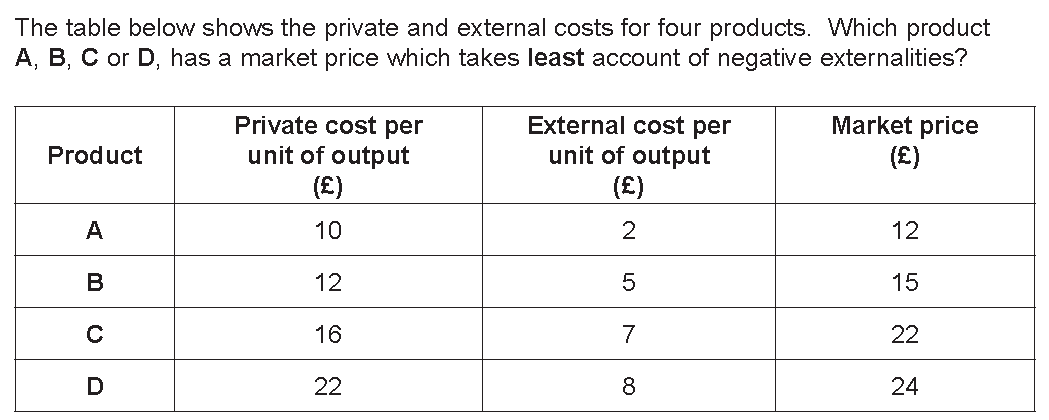 The table below shows the private and external costs for four products. Which product
A, B, C or D, has a market price which takes least account of negative externalities?
Product
Private cost per
unit of output
(£)
External cost per
unit of output
(£)
Market price
(£)
A 10 2 12
B 12 5 15
C 16 7 22
D 22 8 24